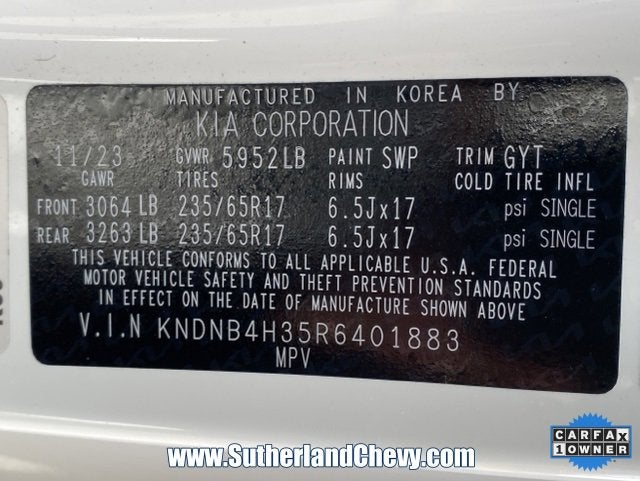 MANUFACTURED IN KOREA BY
KIA CORPORATION
11/23 GVWR 5952LB PAINT SWP TRIM GYT
GAWR TIRES RIMS COLD TIRE INFL
FRONT 3064 LB 235/65R17 6.5Jx17 psi SINGLE
REAR 3263 LB 235/65R17 6.5Jx17 psi SINGLE
THIS VEHICLE CONFORMS TO ALL APPLICABLE U.S.A. FEDERAL
MOTOR VEHICLE SAFETY AND THEFT PREVENTION STANDARDS
IN EFFECT ON THE DATE OF MANUFACTURE SHOWN ABOVE
V.I.N KNDNB4H35R6401883
MPV
www.SutherlandChevy.com
CARFAX
1 OWNER